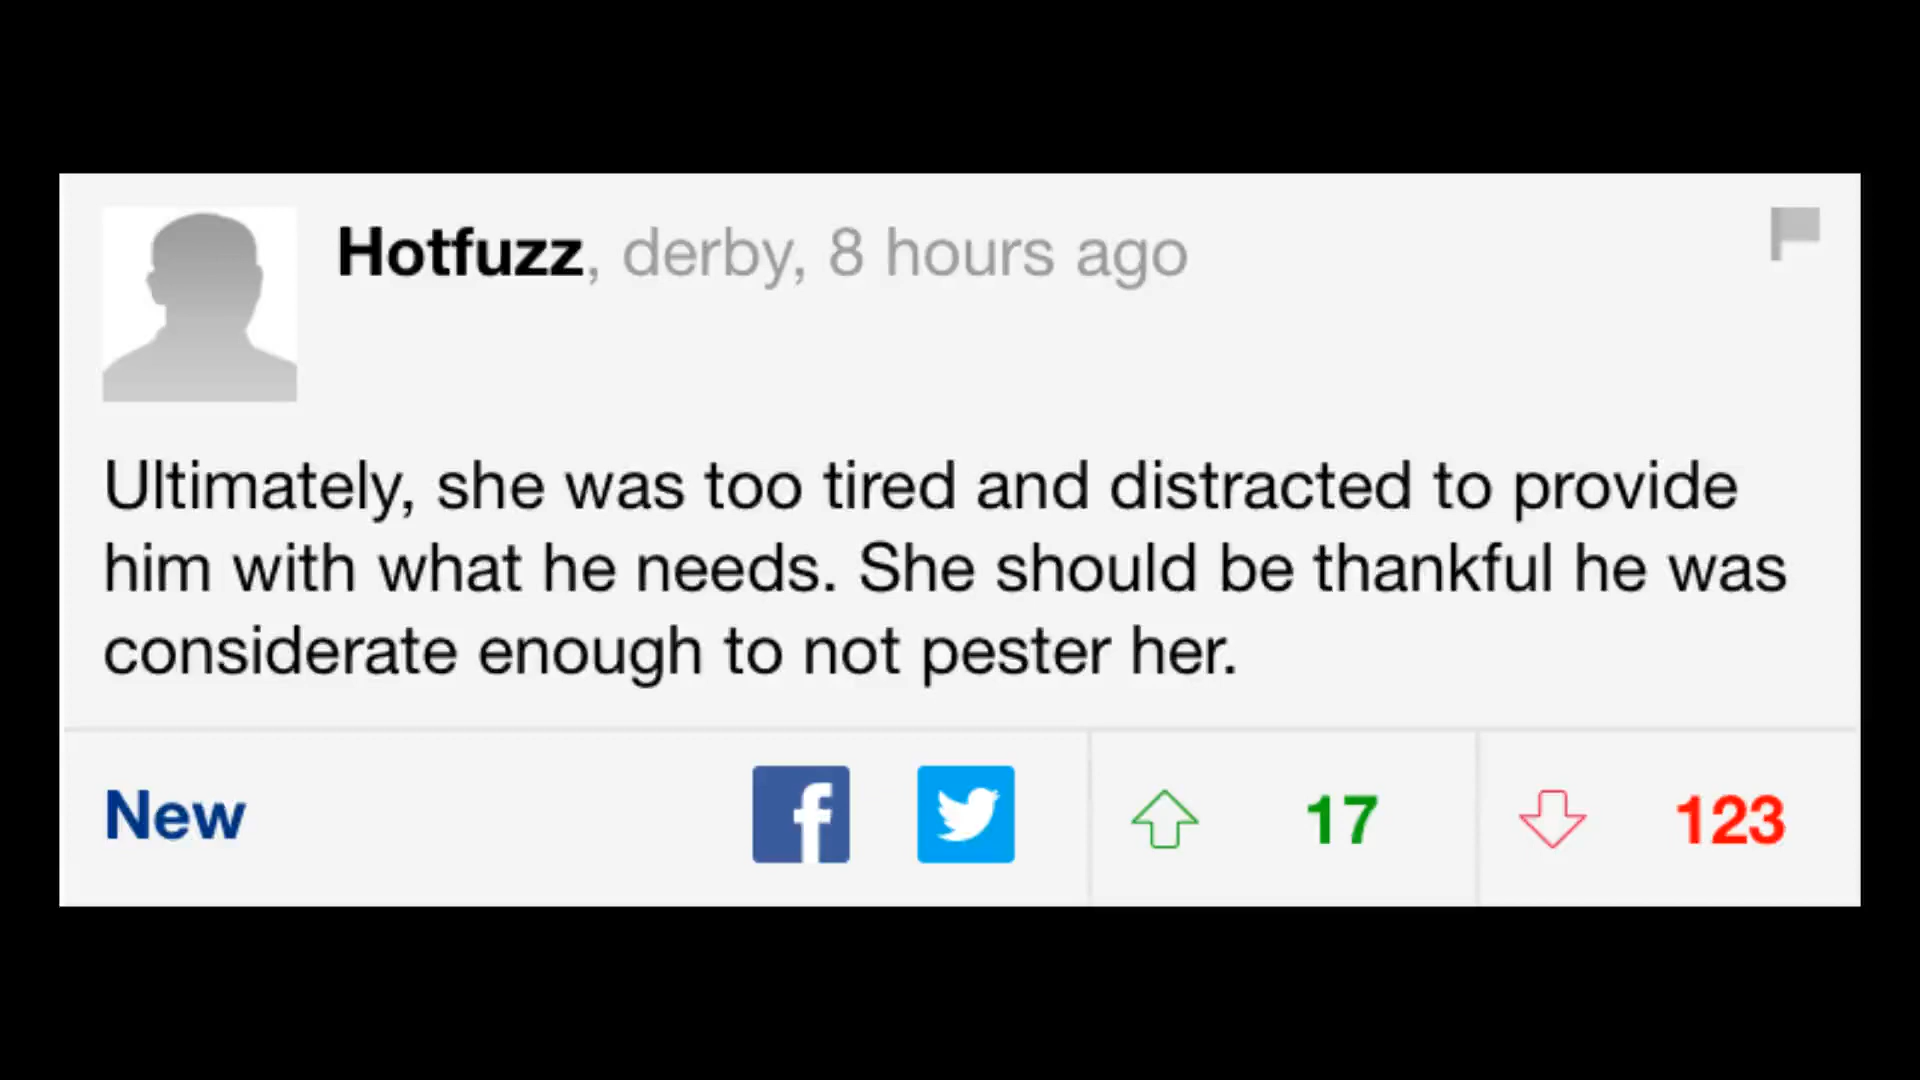 Hotfuzz, derby, 8 hours ago
Ultimately, she was too tired and distracted to provide
him with what he needs. She should be thankful he was
considerate enough to not pester her.
New 17 123